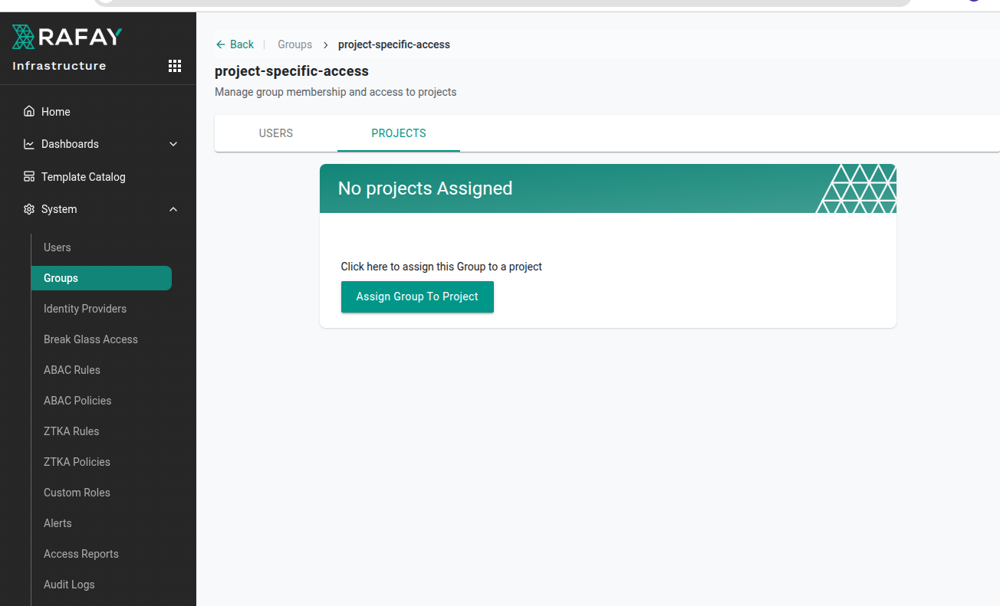 RAFAY
Infrastructure
Home
Dashboards
Template Catalog
System
Users
Groups
Identity Providers
Break Glass Access
ABAC Rules
ABAC Policies
ZTKA Rules
ZTKA Policies
Custom Roles
Alerts
Access Reports
Audit Logs
Back | Groups > project-specific-access
project-specific-access
Manage group membership and access to projects
USERS PROJECTS
No projects Assigned
Click here to assign this Group to a project
Assign Group To Project